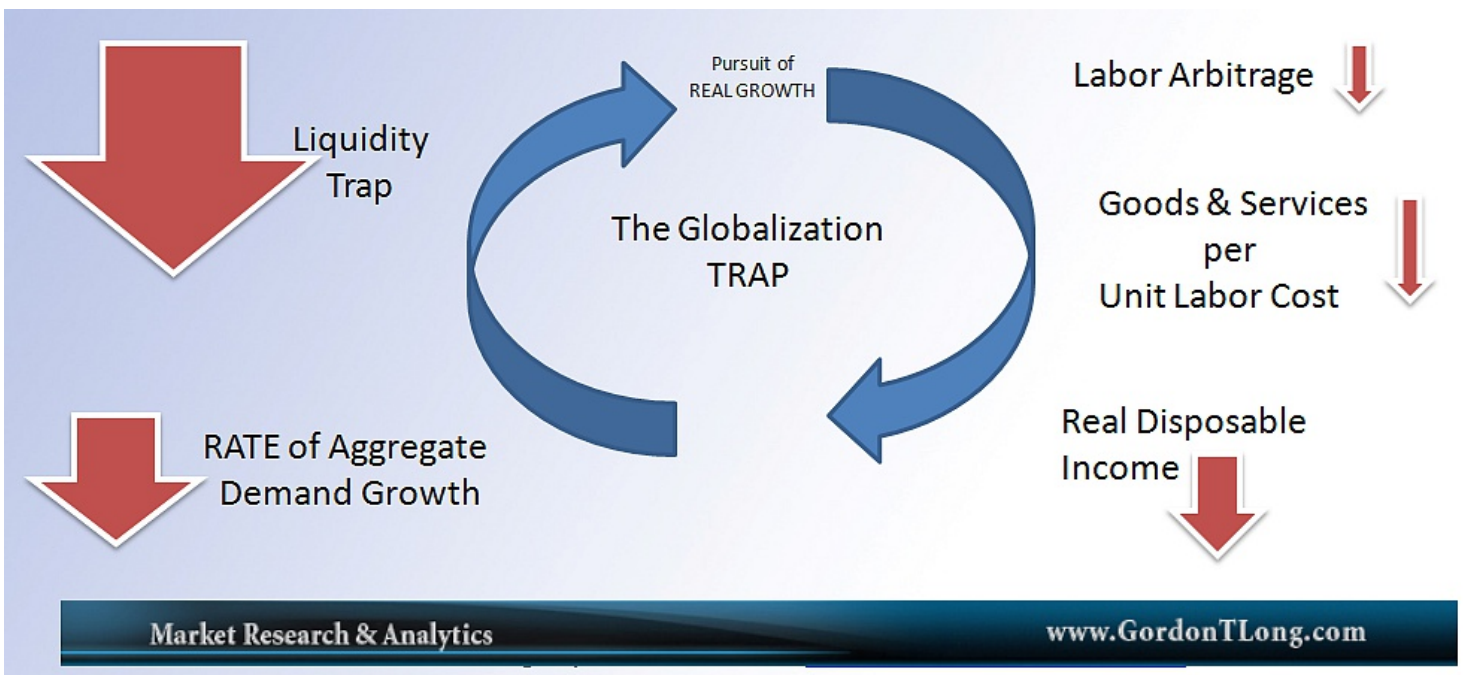 Pursuit of
REAL GROWTH
Labor Arbitrage
Goods & Services
per
Unit Labor Cost
Real Disposable
Income
RATE of Aggregate
Demand Growth
Liquidity
Trap
The Globalization
TRAP
Market Research & Analytics
www.GordonTLong.com